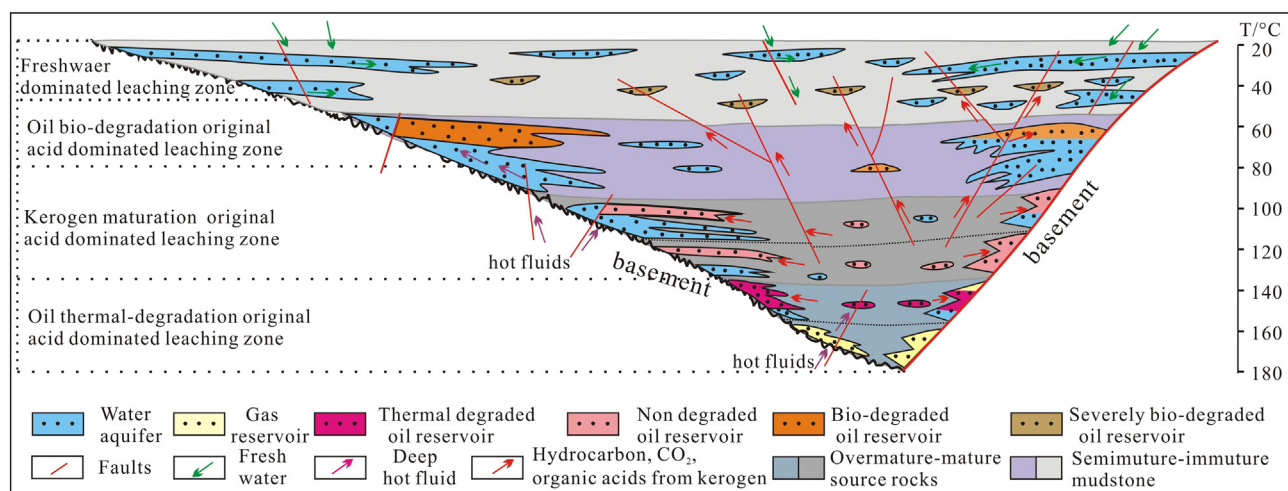 T/°C
20
40
60
80
100
120
140
160
180
Freshwaer
dominated leaching zone
Oil bio-degradation original
acid dominated leaching zone
Kerogen maturation original
acid dominated leaching zone
Oil thermal-degradation original
acid dominated leaching zone
hot fluids
basement
basement
hot fluids
Water
aquifer
Gas
reservoir
Thermal degraded
oil reservoir
Non degraded
oil reservoir
Bio-degraded
oil reservoir
Severely bio-degraded
oil reservoir
Faults
Fresh
water
Deep
hot fluid
Hydrocarbon, CO₂,
organic acids from kerogen
Overmature-mature
source rocks
Semimuture-immuture
mudstone